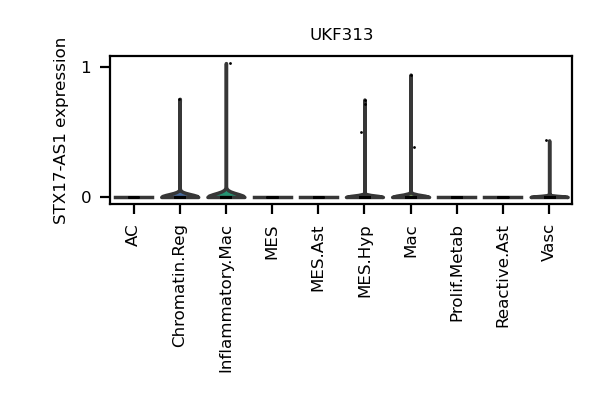 UKF313
STX17-AS1 expression
1
0
AC
Chromatin.Reg
Inflammatory.Mac
MES
MES.Ast
MES.Hyp
Mac
Prolif.Metab
Reactive.Ast
Vasc